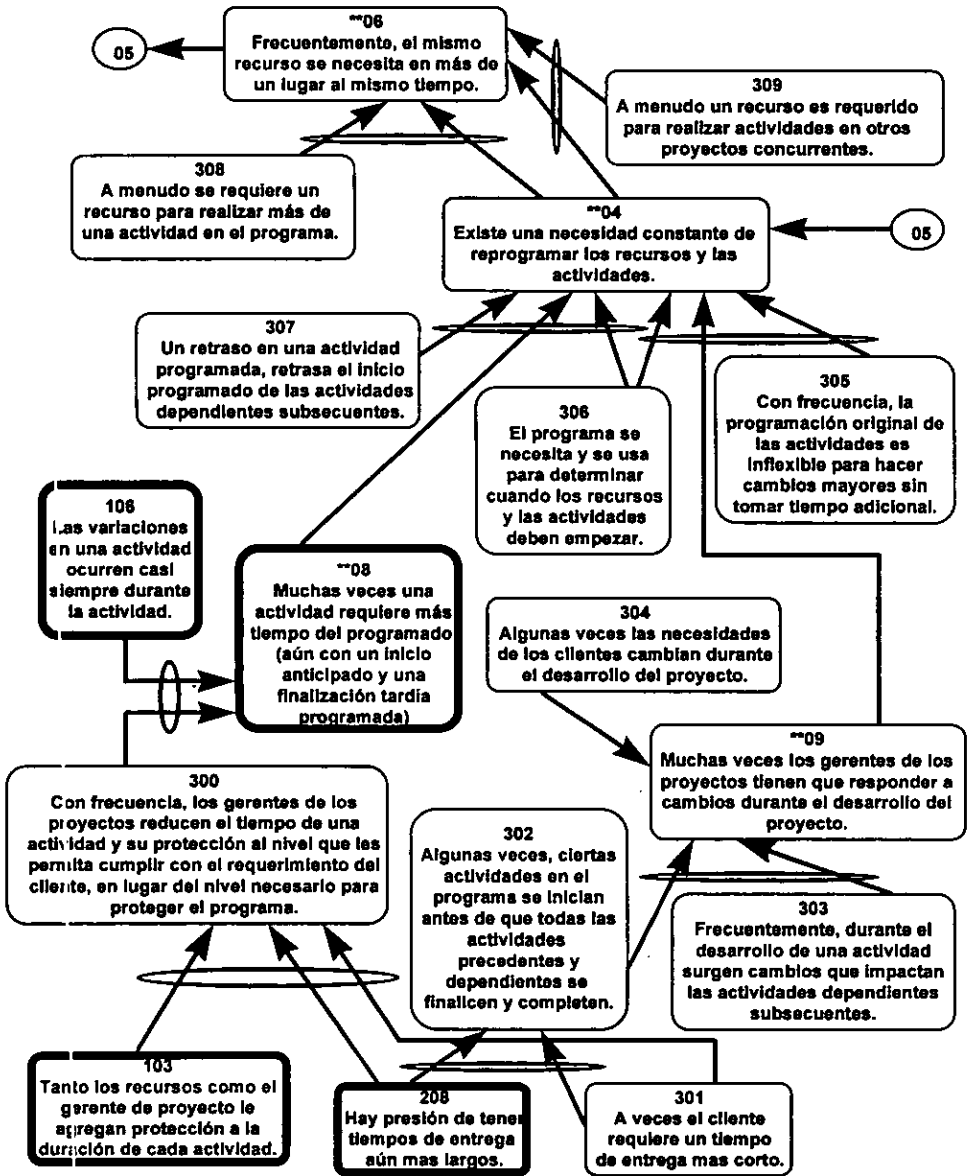 **06
Frecuentemente, el mismo
recurso se necesita en más de
un lugar al mismo tiempo.
05
309
A menudo un recurso es requerido
para realizar actividades en otros
proyectos concurrentes.
308
A menudo se requiere un
recurso para realizar más de
una actividad en el programa.
**04
Existe una necesidad constante de
reprogramar los recursos y las
actividades.
05
307
Un retraso en una actividad
programada, retrasa el inicio
programado de las actividades
dependientes subsecuentes.
306
El programa se
necesita y se usa
para determinar
cuando los recursos
y las actividades
deben empezar.
305
Con frecuencia, la
programación original de
las actividades es
inflexible para hacer
cambios mayores sin
tomar tiempo adicional.
106
Las variaciones
en una actividad
ocurren casi
siempre durante
la actividad.
**08
Muchas veces una
actividad requiere más
tiempo del programado
(aún con un inicio
anticipado y una
finalización tardía
programada)
304
Algunas veces las necesidades
de los clientes cambian durante
el desarrollo del proyecto.
**09
Muchas veces los gerentes de los
proyectos tienen que responder a
cambios durante el desarrollo del
proyecto.
300
Con frecuencia, los gerentes de los
proyectos reducen el tiempo de una
actividad y su protección al nivel que les
permita cumplir con el requerimiento del
cliente, en lugar del nivel necesario para
proteger el programa.
302
Algunas veces, ciertas
actividades en el
programa se inician
antes de que todas las
actividades
precedentes y
dependientes se
finalicen y completen.
303
Frecuentemente, durante el
desarrollo de una actividad
surgen cambios que impactan
las actividades dependientes
subsecuentes.
103
Tanto los recursos como el
gerente de proyecto le
agregan protección a la
duración de cada actividad.
208
Hay presión de tener
tiempos de entrega
aún mas largos.
301
A veces el cliente
requiere un tiempo
de entrega mas corto.